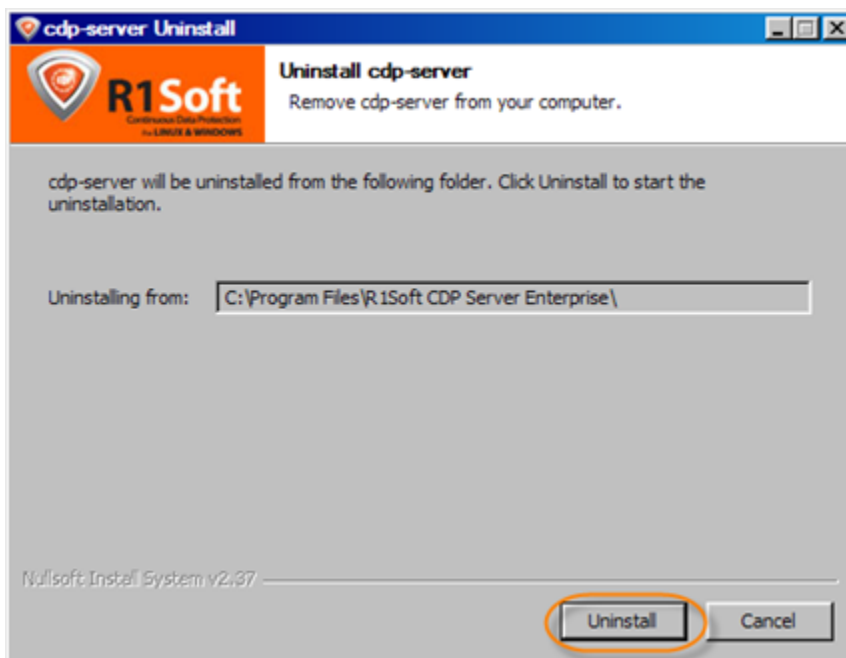 cdp-server Uninstall
R1Soft
Continuous Data Protection
for LINUX & WINDOWS
Uninstall cdp-server
Remove cdp-server from your computer.
cdp-server will be uninstalled from the following folder. Click Uninstall to start the
uninstallation.
Uninstalling from: C:\Program Files\R1Soft CDP Server Enterprise\
Nullsoft Install System v2.37
Uninstall Cancel